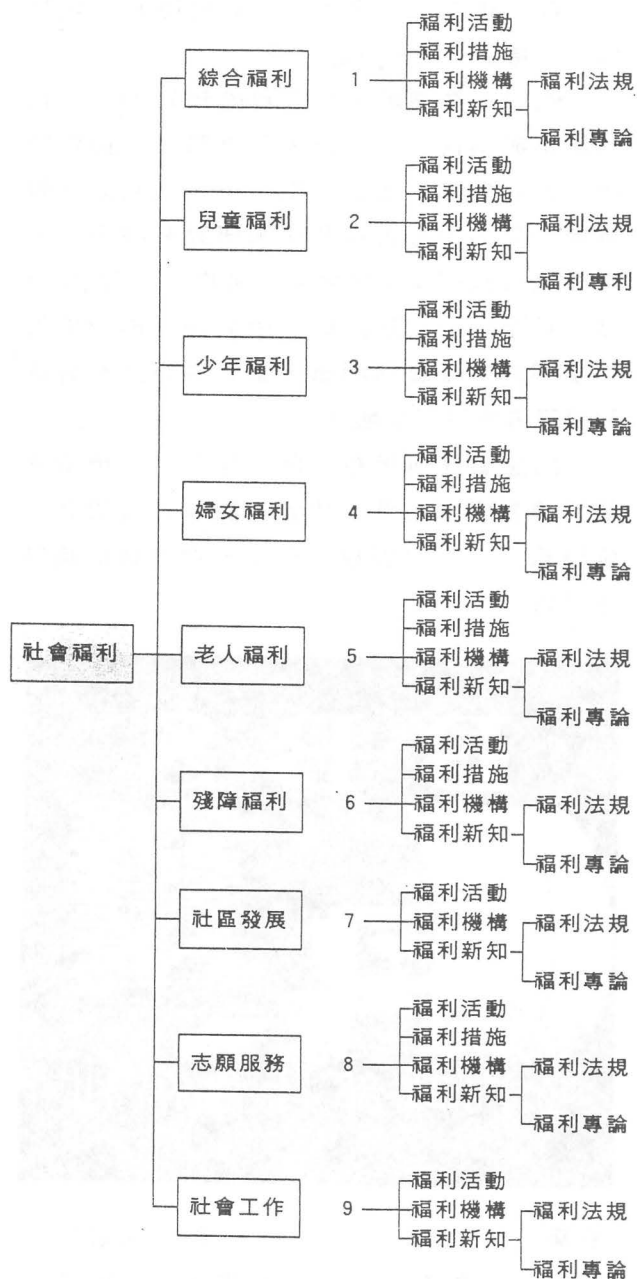 社會福利
綜合福利
1
福利活動
福利措施
福利機構
福利新知
福利法規
福利專論
兒童福利
2
福利活動
福利措施
福利機構
福利新知
福利法規
福利專利
少年福利
3
福利活動
福利措施
福利機構
福利新知
福利法規
福利專論
婦女福利
4
福利活動
福利措施
福利機構
福利新知
福利法規
福利專論
老人福利
5
福利活動
福利措施
福利機構
福利新知
福利法規
福利專論
殘障福利
6
福利活動
福利措施
福利機構
福利新知
福利法規
福利專論
社區發展
7
福利活動
福利機構
福利新知
福利法規
福利專論
志願服務
8
福利活動
福利措施
福利機構
福利新知
福利法規
福利專論
社會工作
9
福利活動
福利機構
福利新知
福利法規
福利專論